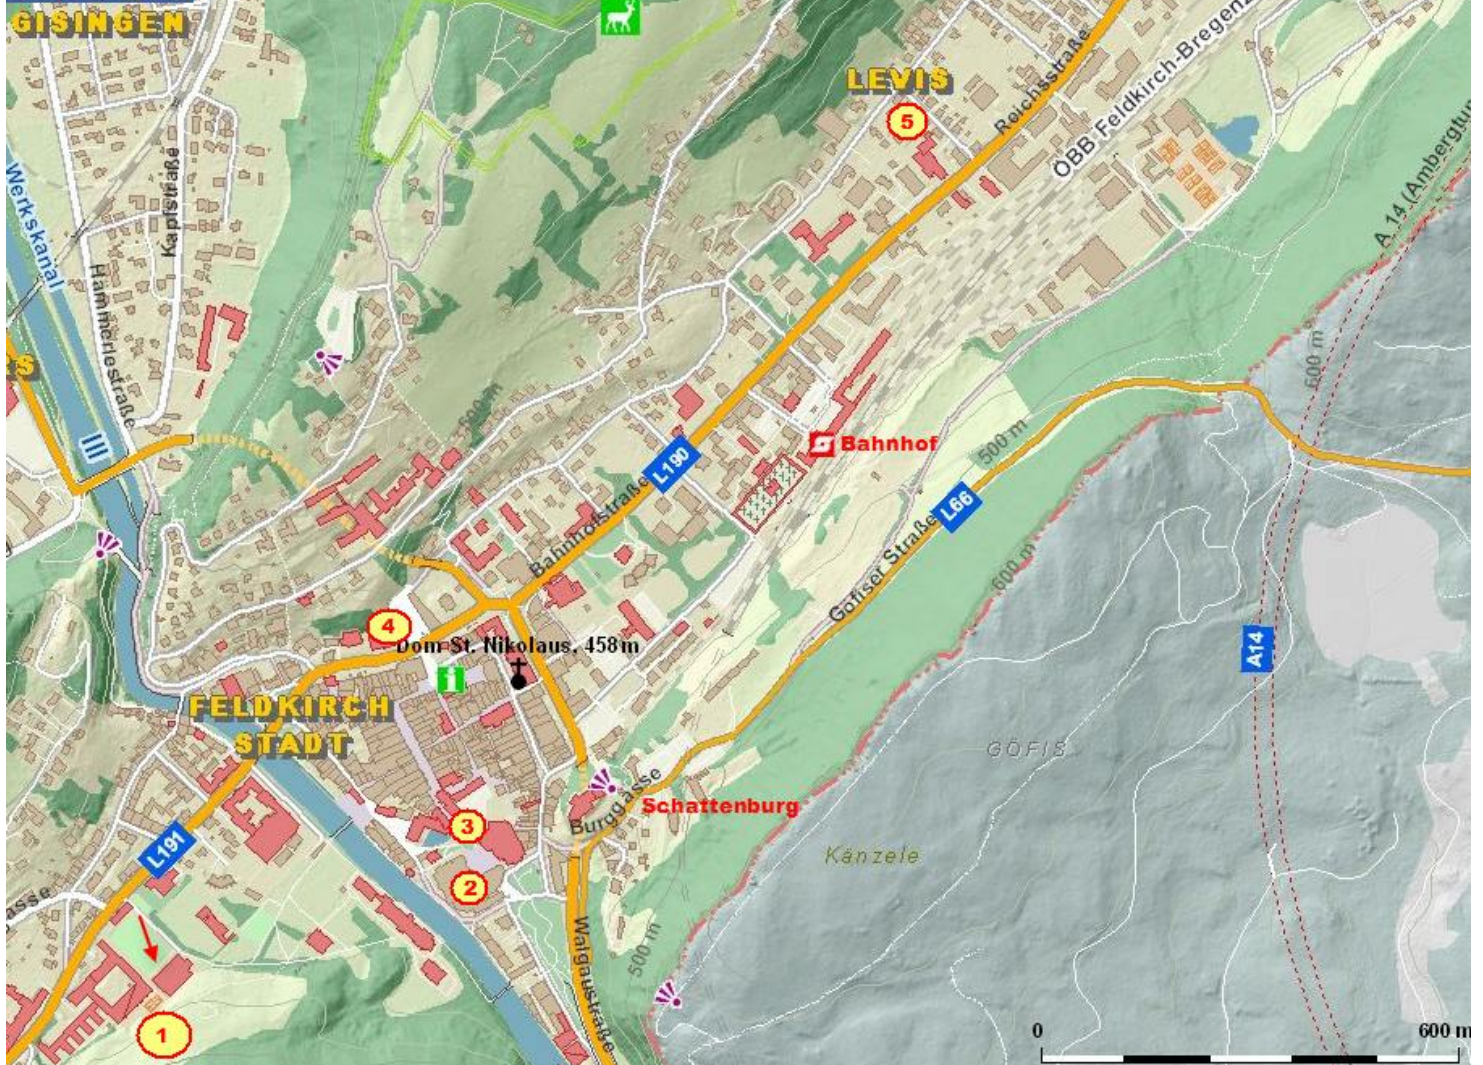 GISINGEN
LEVIS
5
Reichsstraße
ÖBB Feldkirch-Bregenz
A 14 (Ambergtun
Werkskanal
Kapfstraße
Hämmerlestraße
Ill
500 m
600 m
L190
Bahnhof
500 m
L66
Bahnhofstraße
Göfiser Straße
600 m
4
Dom St. Nikolaus, 458m
i
A14
FELDKIRCH
STADT
GÖFIS
Burggasse
Schattenburg
3
L191
Känzele
2
Walgaustraße
500 m
1
0
600 m